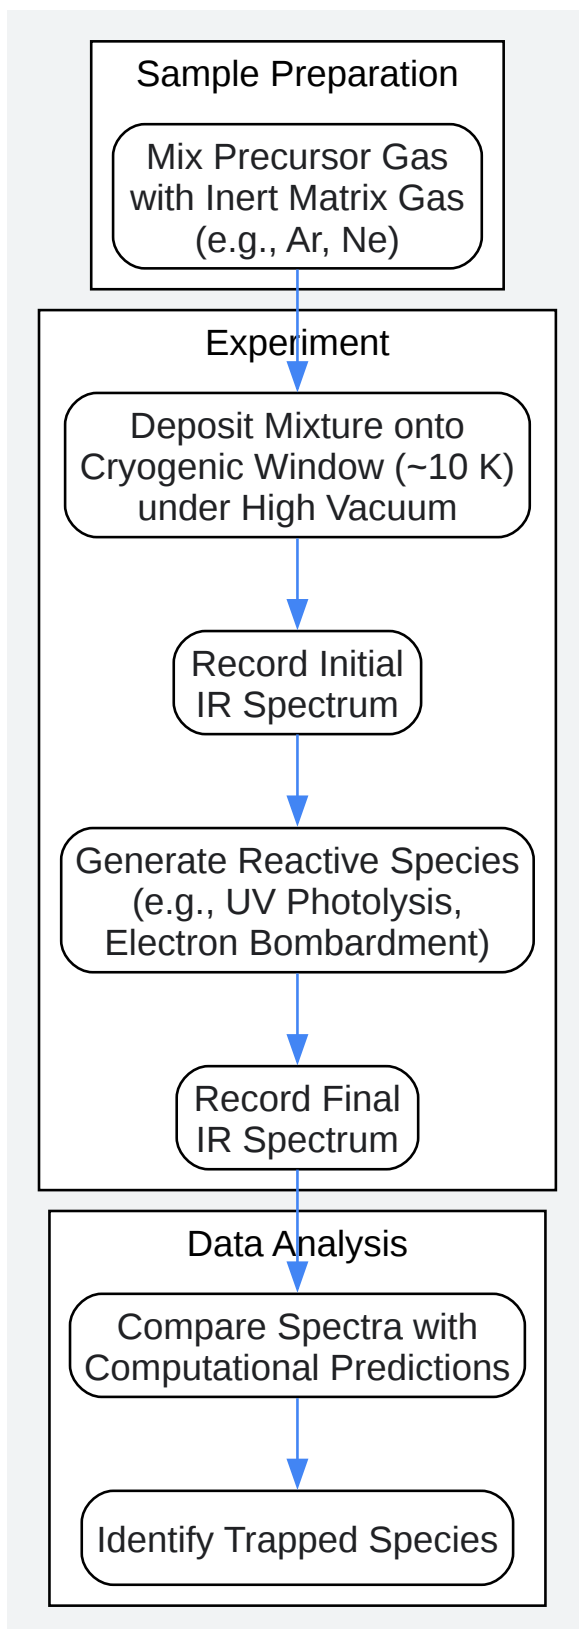 Sample Preparation
Mix Precursor Gas
with Inert Matrix Gas
(e.g., Ar, Ne)
Experiment
Deposit Mixture onto
Cryogenic Window (~10 K)
under High Vacuum
Record Initial
IR Spectrum
Generate Reactive Species
(e.g., UV Photolysis,
Electron Bombardment)
Record Final
IR Spectrum
Data Analysis
Compare Spectra with
Computational Predictions
Identify Trapped Species